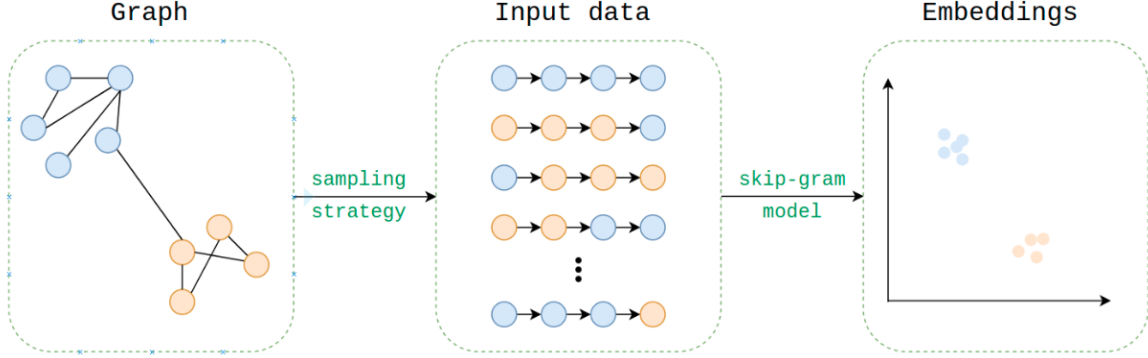 Graph
Input data
Embeddings
sampling
strategy
skip-gram
model